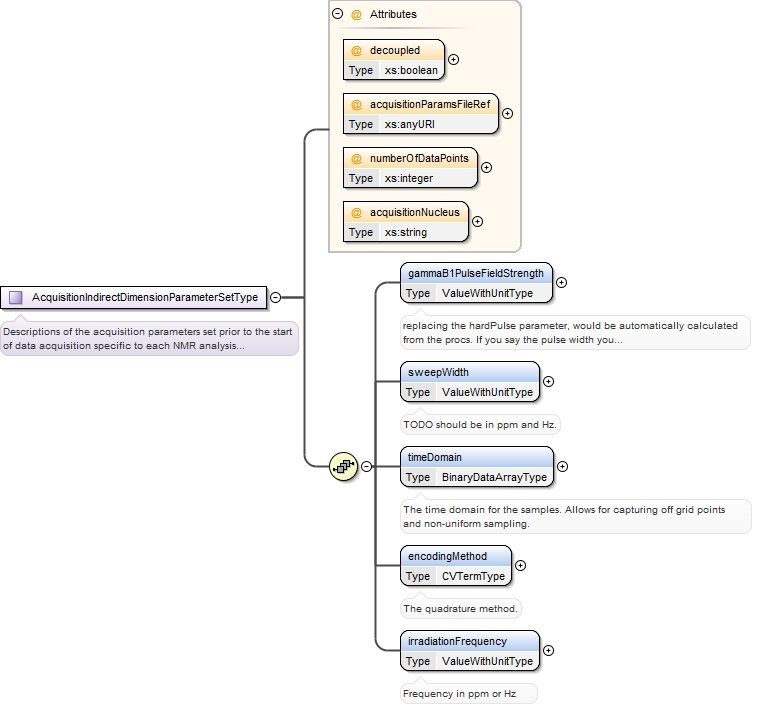 @ Attributes
@ decoupled
Type xs:boolean
@ acquisitionParamsFileRef
Type xs:anyURI
@ numberOfDataPoints
Type xs:integer
@ acquisitionNucleus
Type xs:string
AcquisitionIndirectDimensionParameterSetType
Descriptions of the acquisition parameters set prior to the start
of data acquisition specific to each NMR analysis...
gammaB1PulseFieldStrength
Type ValueWithUnitType
replacing the hardPulse parameter, would be automatically calculated
from the procs. If you say the pulse width you...
sweepWidth
Type ValueWithUnitType
TODO should be in ppm and Hz.
timeDomain
Type BinaryDataArrayType
The time domain for the samples. Allows for capturing off grid points
and non-uniform sampling.
encodingMethod
Type CVTermType
The quadrature method.
irradiationFrequency
Type ValueWithUnitType
Frequency in ppm or Hz